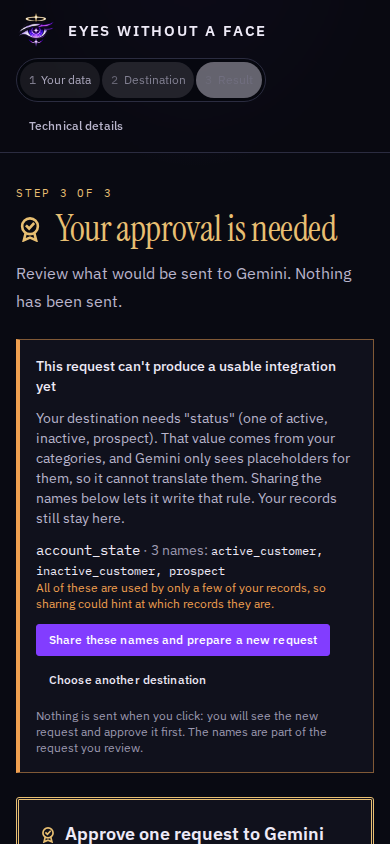 EYES WITHOUT A FACE
1 Your data 2 Destination Result
Technical details
STEP 3 OF 3
Your approval is needed
Review what would be sent to Gemini. Nothing
has been sent.
This request can't produce a usable integration
yet
Your destination needs "status" (one of active,
inactive, prospect). That value comes from your
categories, and Gemini only sees placeholders for
them, so it cannot translate them. Sharing the
names below lets it write that rule. Your records
still stay here.
account_state · 3 names: active_customer,
inactive_customer, prospect
All of these are used by only a few of your records, so
sharing could hint at which records they are.
Share these names and prepare a new request
Choose another destination
Nothing is sent when you click: you will see the new
request and approve it first. The names are part of the
request you review.
Approve one request to Gemini